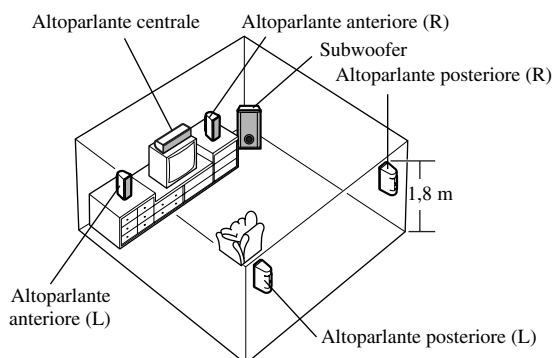 Altoparlante centrale
Altoparlante anteriore (R)
Subwoofer
Altoparlante posteriore (R)
1,8 m
Altoparlante
anteriore (L)
Altoparlante posteriore (L)